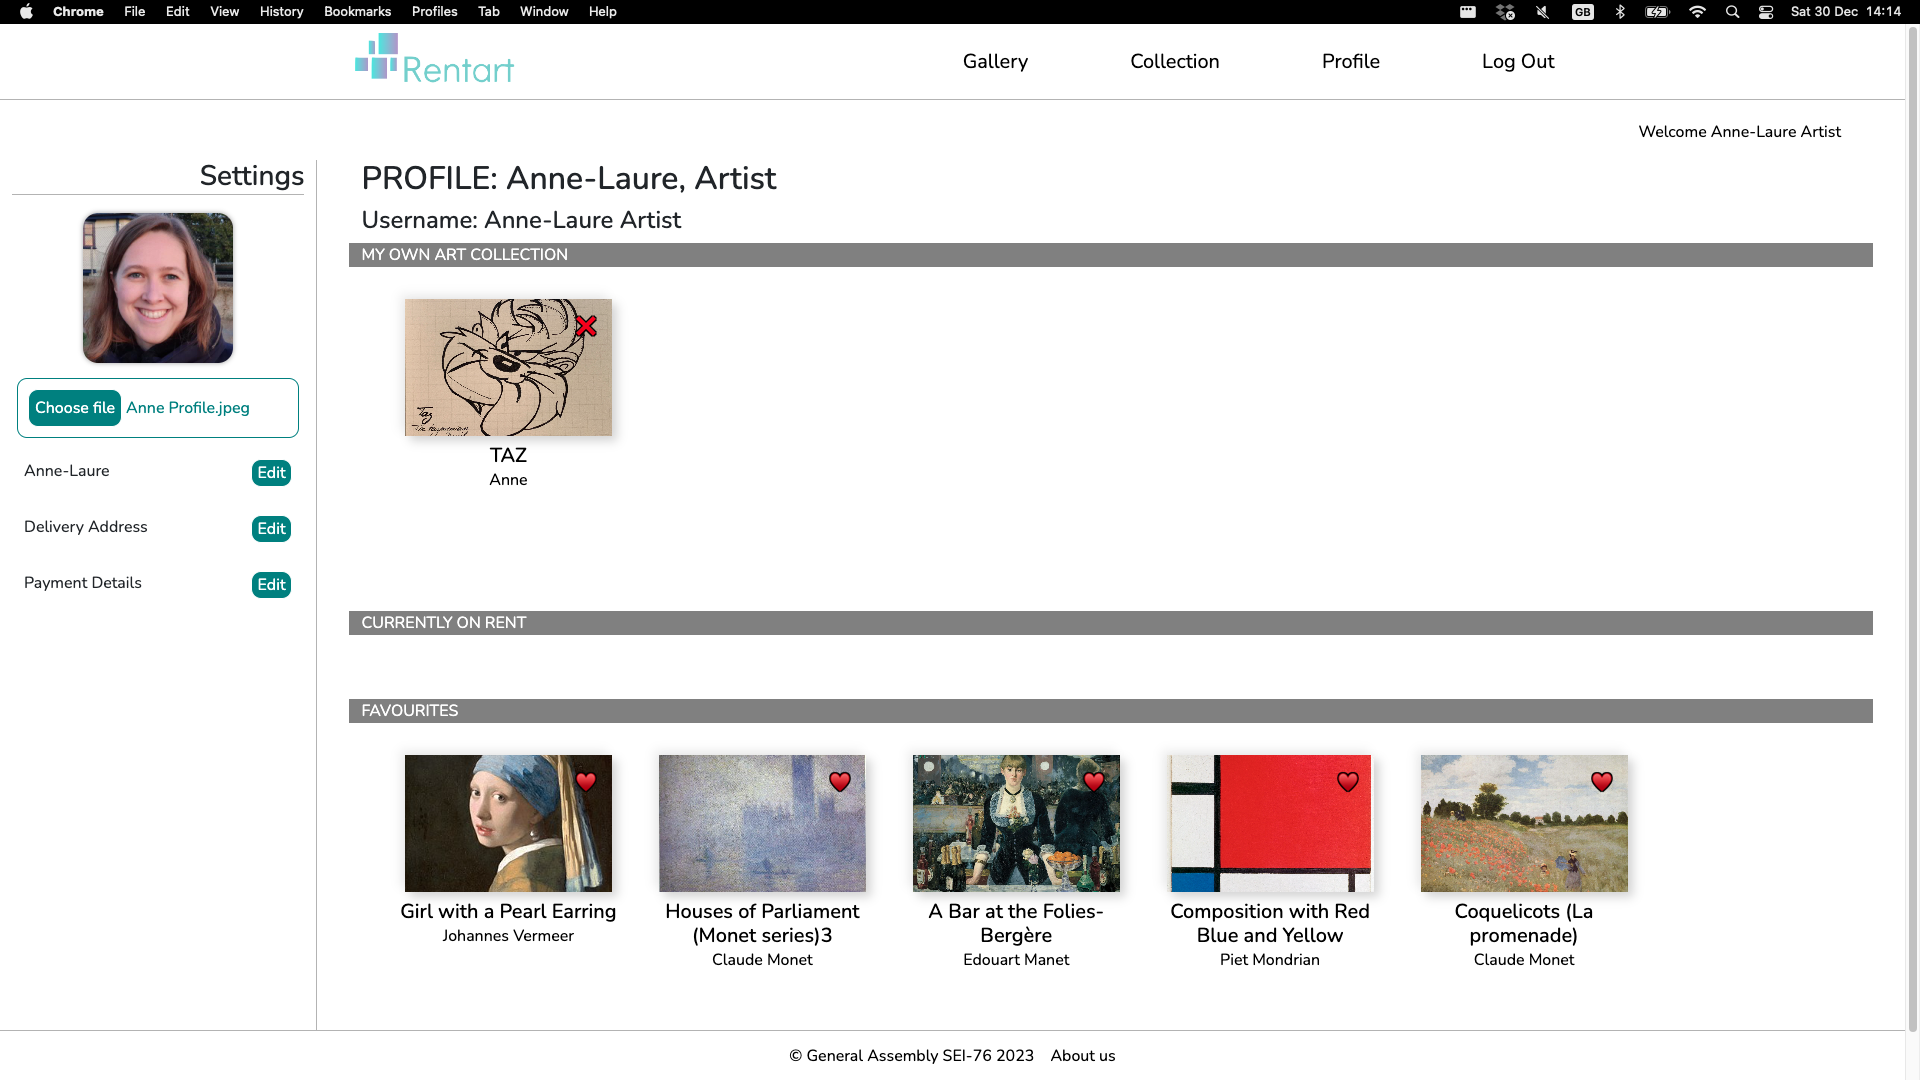 Chrome File Edit View History Bookmarks Profiles Tab Window Help GB Sat 30 Dec 14:14
Rentart
Gallery Collection Profile Log Out
Welcome Anne-Laure Artist
Settings
Choose file Anne Profile.jpeg
Anne-Laure Edit
Delivery Address Edit
Payment Details Edit
PROFILE: Anne-Laure, Artist
Username: Anne-Laure Artist
MY OWN ART COLLECTION
Taz
TAZ
Anne
CURRENTLY ON RENT
FAVOURITES
Girl with a Pearl Earring
Johannes Vermeer
Houses of Parliament
(Monet series)3
Claude Monet
A Bar at the Folies-
Bergère
Edouart Manet
Composition with Red
Blue and Yellow
Piet Mondrian
Coquelicots (La
promenade)
Claude Monet
© General Assembly SEI-76 2023 About us